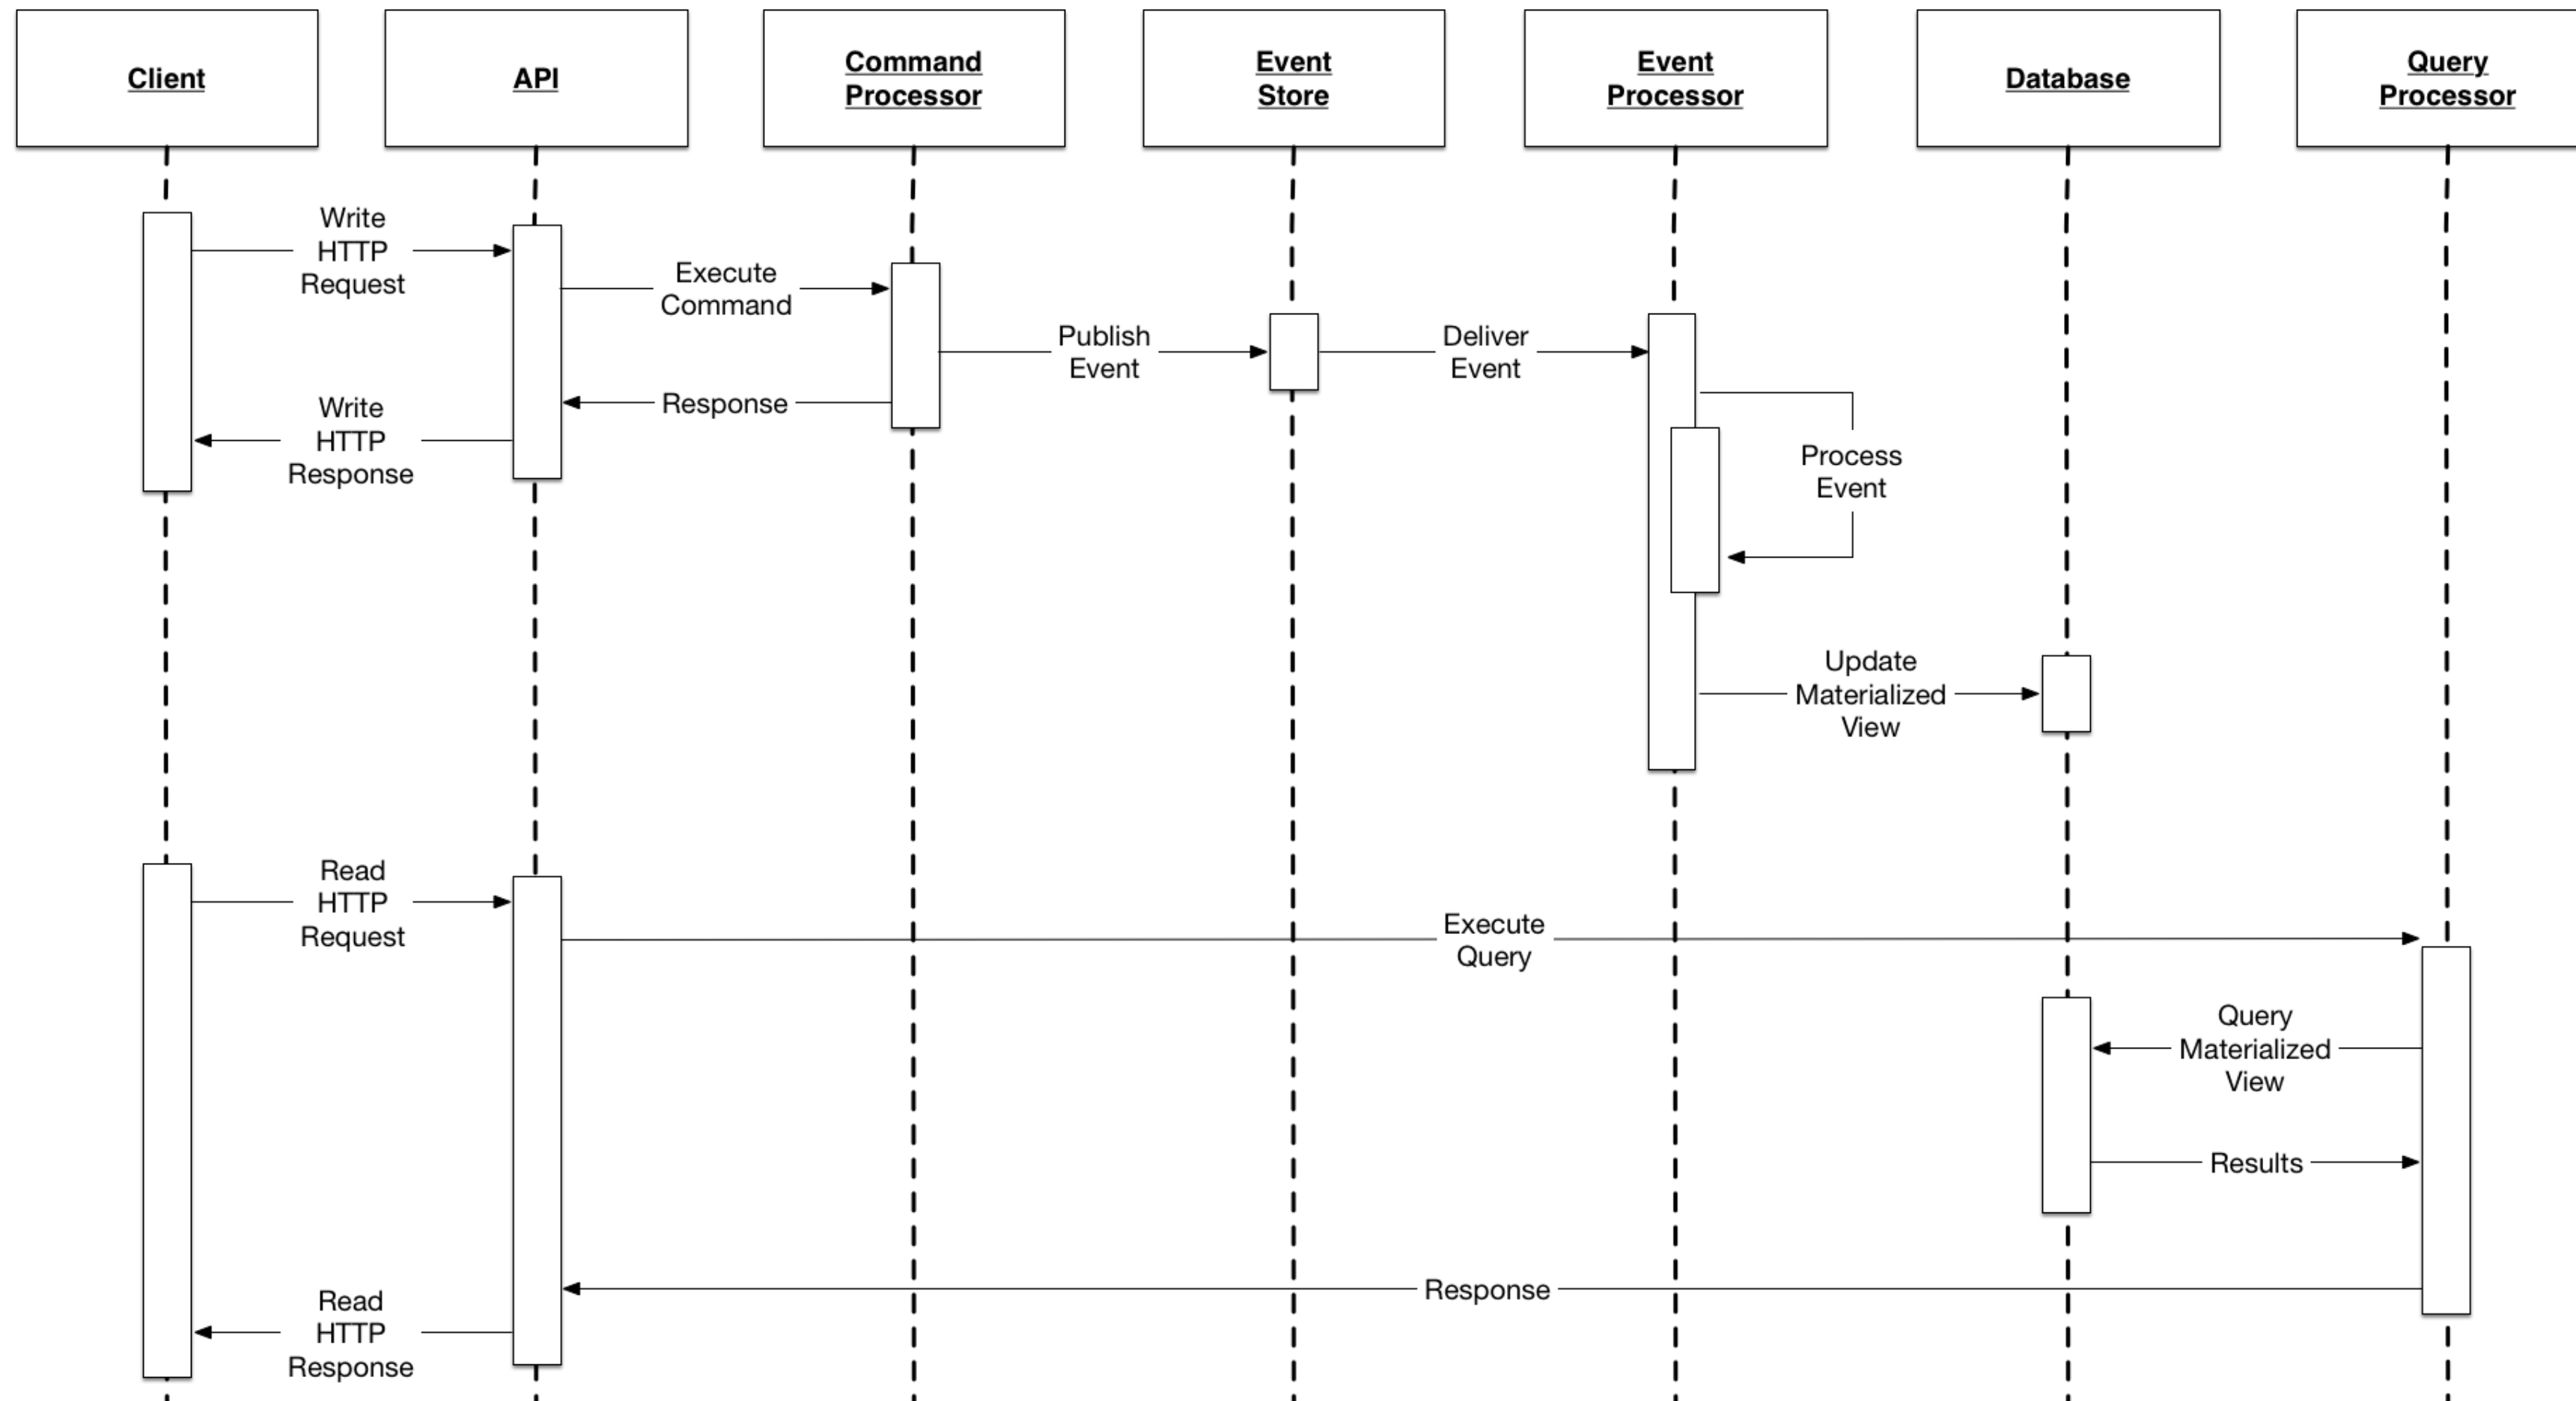 Client
API
Command
Processor
Event
Store
Event
Processor
Database
Query
Processor
Write
HTTP
Request
Execute
Command
Publish
Event
Deliver
Event
Response
Write
HTTP
Response
Process
Event
Update
Materialized
View
Read
HTTP
Request
Execute
Query
Query
Materialized
View
Results
Response
Read
HTTP
Response